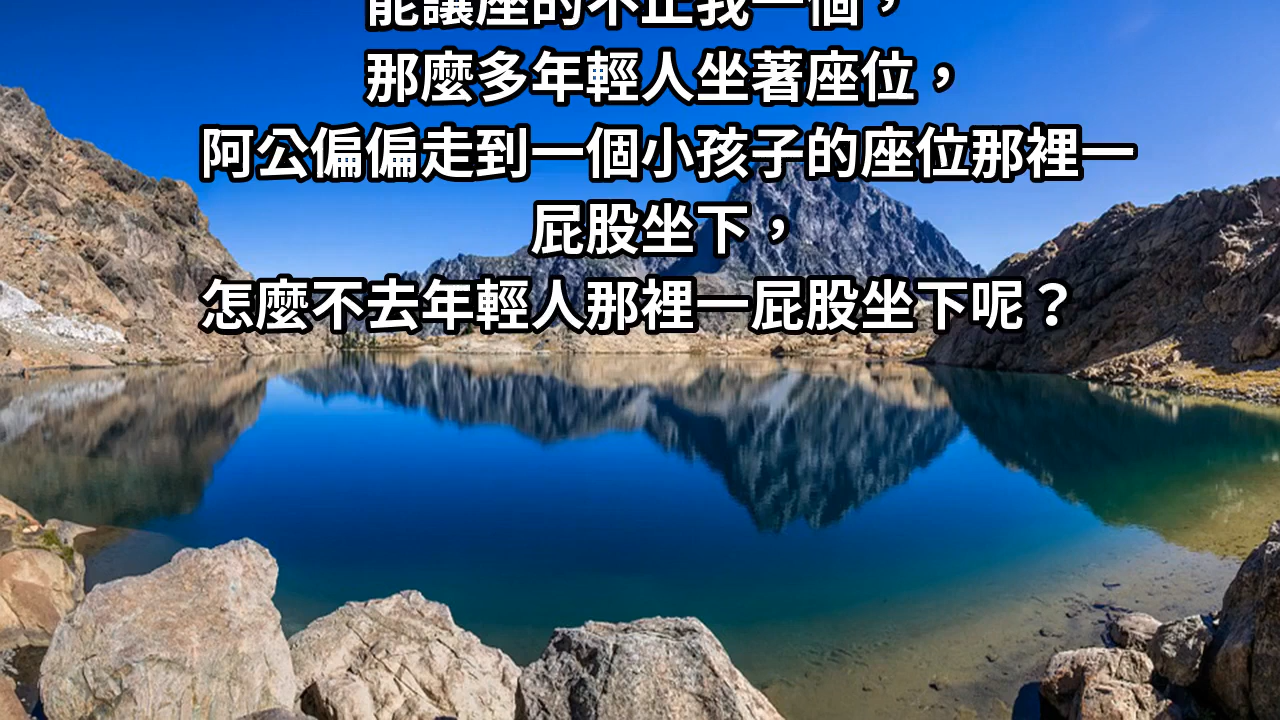 能讓座的不止我一個，
那麼多年輕人坐著座位，
阿公偏偏走到一個小孩子的座位那裡一
屁股坐下，
怎麼不去年輕人那裡一屁股坐下呢？